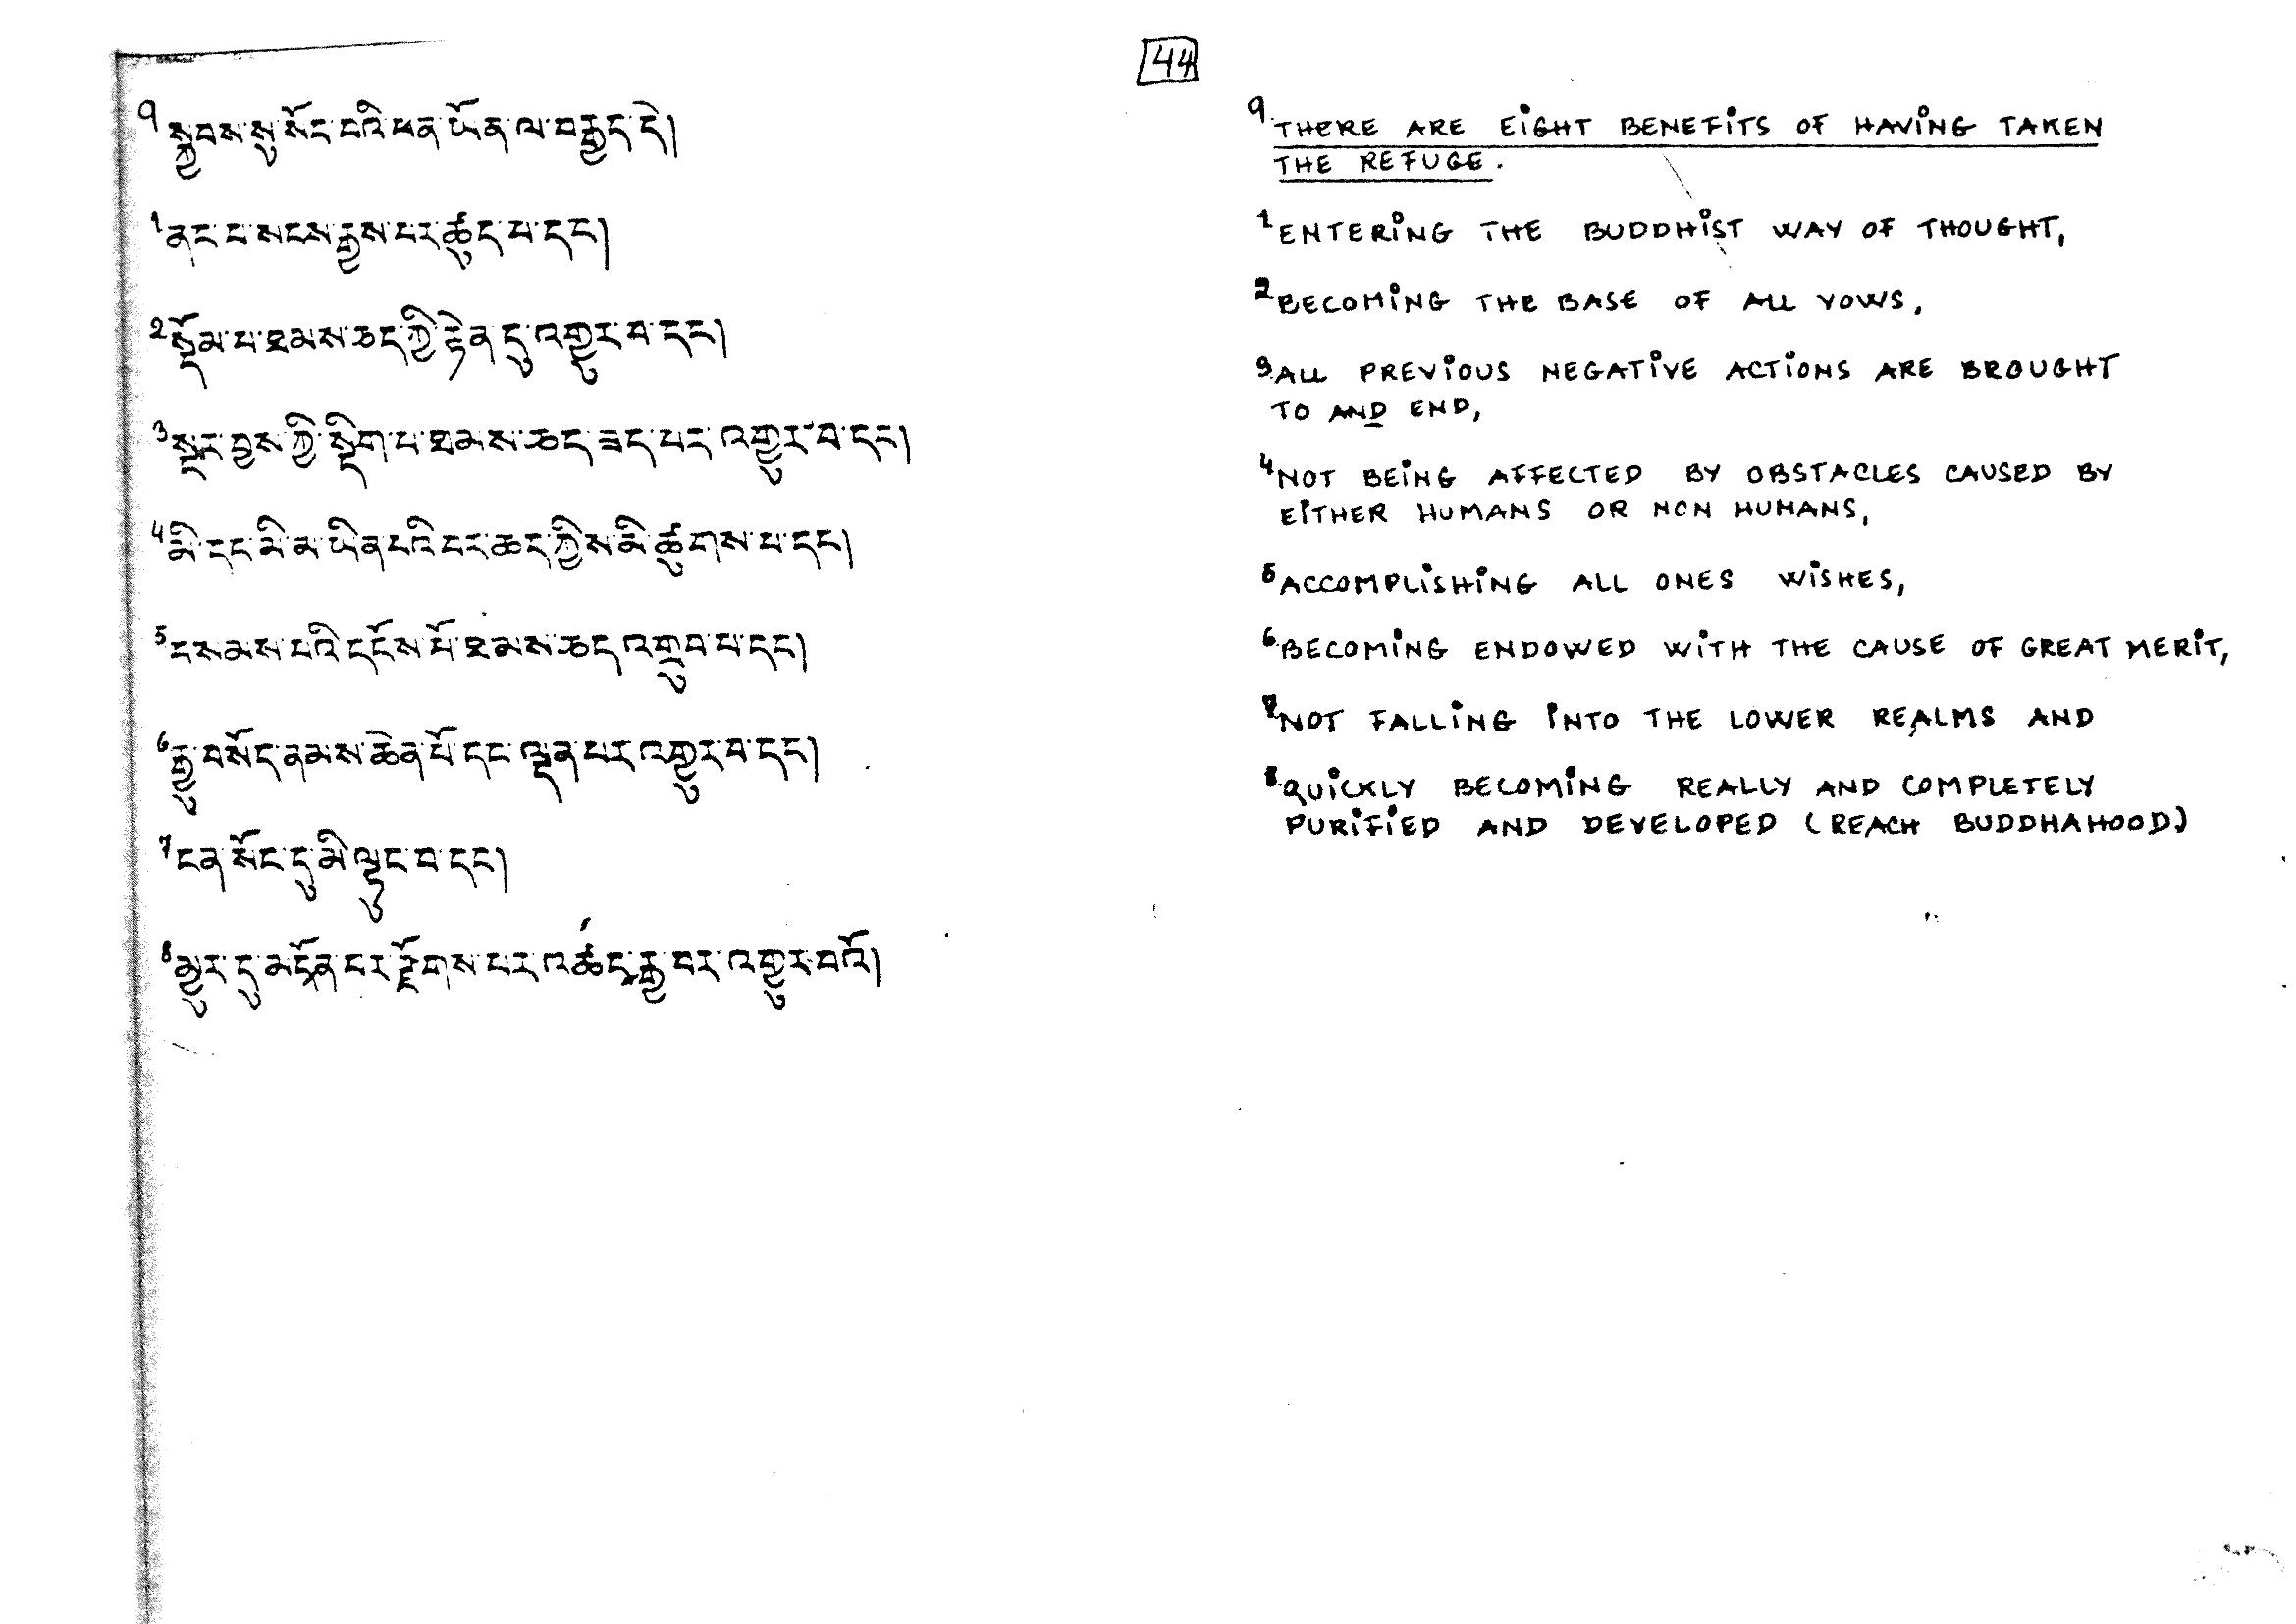 44
༡ སྐྱབས་སུ་སོང་བའི་ཕན་ཡོན་ལ་བརྒྱད་དེ།
1 ནང་པ་སངས་རྒྱས་པར་ཚུད་པ་དང།
2 སྡོམ་པ་ཐམས་ཅད་ཀྱི་རྟེན་དུ་འགྱུར་བ་དང།
3 སྔར་བྱས་ཀྱི་སྡིག་པ་ཐམས་ཅད་ཟད་པར་འགྱུར་བ་དང།
4 མི་དང་མི་མ་ཡིན་པའི་བར་ཆད་ཀྱིས་མི་ཚུགས་པ་དང།
5 བསམས་པའི་དངོས་པོ་ཐམས་ཅད་འགྲུབ་པ་དང།
6 རྒྱུ་བསོད་ནམས་ཆེན་པོ་དང་ལྡན་པར་འགྱུར་བ་དང།
7 ངན་སོང་དུ་མི་ལྟུང་བ་དང།
8 མྱུར་དུ་མངོན་པར་རྫོགས་པར་འཚང་རྒྱ་བར་འགྱུར་བའོ།
༡ THERE ARE EIGHT BENEFITS OF HAVING TAKEN
THE REFUGE.
1 ENTERING THE BUDDHIST WAY OF THOUGHT,
2 BECOMING THE BASE OF ALL VOWS,
3 ALL PREVIOUS NEGATIVE ACTIONS ARE BROUGHT
TO AND END,
4 NOT BEING AFFECTED BY OBSTACLES CAUSED BY
EITHER HUMANS OR NON HUMANS,
5 ACCOMPLISHING ALL ONES WISHES,
6 BECOMING ENDOWED WITH THE CAUSE OF GREAT MERIT,
7 NOT FALLING INTO THE LOWER REALMS AND
8 QUICKLY BECOMING REALLY AND COMPLETELY
PURIFIED AND DEVELOPED (REACH BUDDHAHOOD)